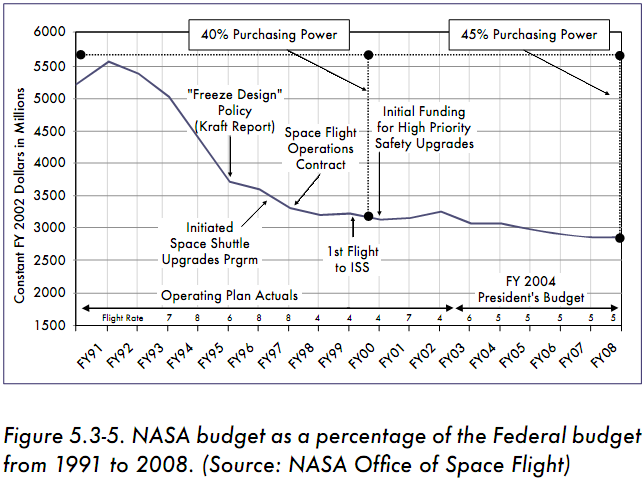 40% Purchasing Power
45% Purchasing Power
Constant FY 2002 Dollars in Millions
6000
5500
5000
4500
4000
3500
3000
2500
2000
1500
"Freeze Design"
Policy
(Kraft Report)
Space Flight
Operations
Contract
Initial Funding
for High Priority
Safety Upgrades
Initiated
Space Shuttle
Upgrades Prgrm
1st Flight
to ISS
Operating Plan Actuals
FY 2004
President's Budget
Flight Rate 7 8 6 8 8 4 4 4 7 4 5 5 5 5 5 5
FY91 FY92 FY93 FY94 FY95 FY96 FY97 FY98 FY99 FY00 FY01 FY02 FY03 FY04 FY05 FY06 FY07 FY08
Figure 5.3-5. NASA budget as a percentage of the Federal budget
from 1991 to 2008. (Source: NASA Office of Space Flight)